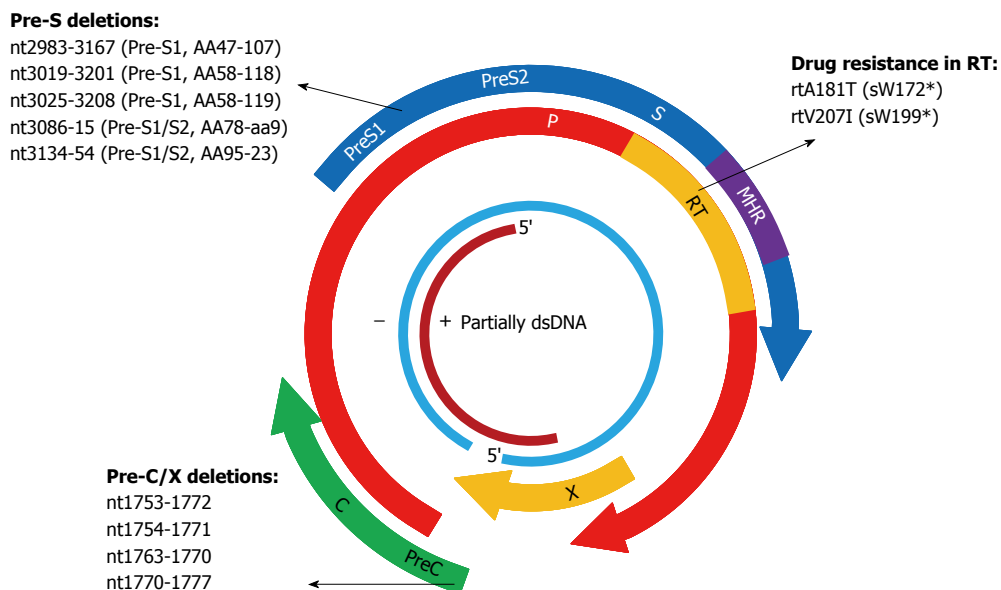 Pre-S deletions:
nt2983-3167 (Pre-S1, AA47-107)
nt3019-3201 (Pre-S1, AA58-118)
nt3025-3208 (Pre-S1, AA58-119)
nt3086-15 (Pre-S1/S2, AA78-aa9)
nt3134-54 (Pre-S1/S2, AA95-23)
Drug resistance in RT:
rtA181T (sW172*)
rtV207I (sW199*)
PreS1
PreS2
S
MHR
P
RT
5'
–
+ Partially dsDNA
5'
X
C
PreC
Pre-C/X deletions:
nt1753-1772
nt1754-1771
nt1763-1770
nt1770-1777